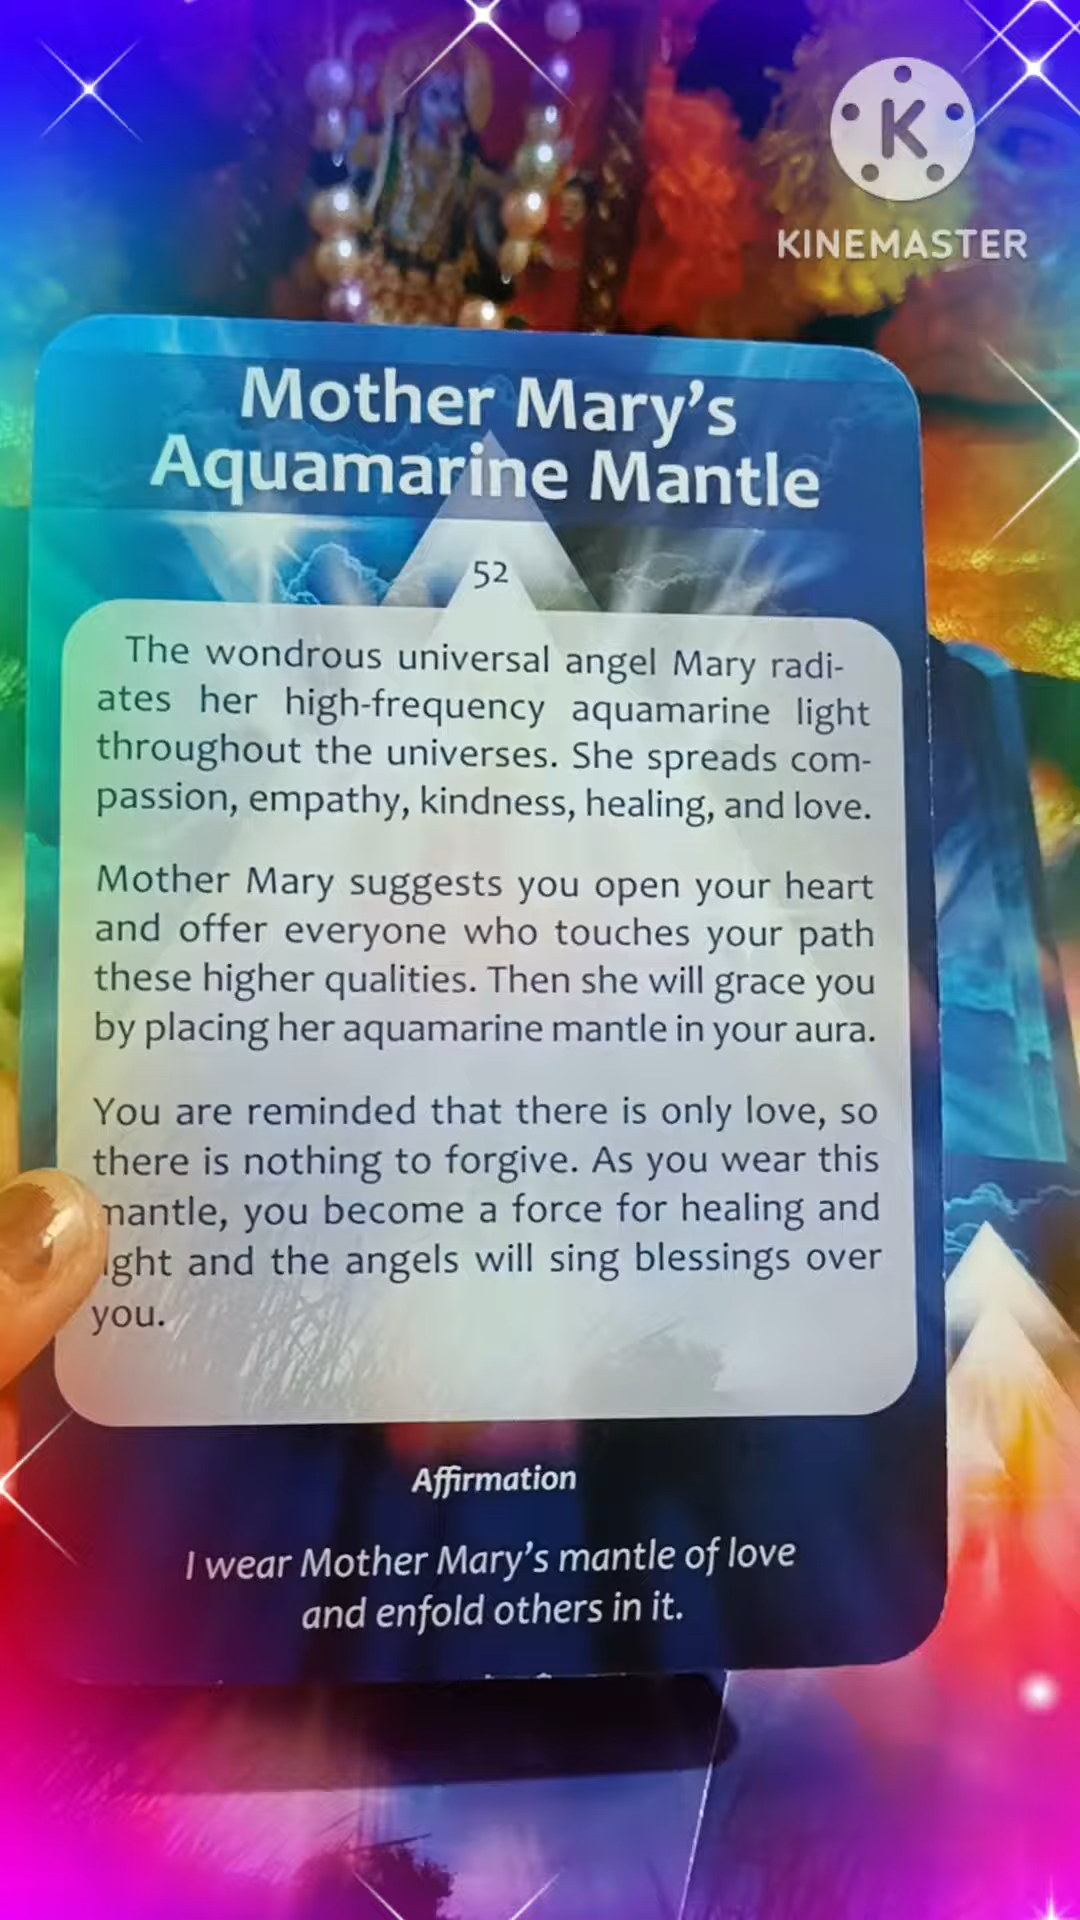 K
KINEMASTER
Mother Mary's
Aquamarine Mantle
52
The wondrous universal angel Mary radi-
ates her high-frequency aquamarine light
throughout the universes. She spreads com-
passion, empathy, kindness, healing, and love.
Mother Mary suggests you open your heart
and offer everyone who touches your path
these higher qualities. Then she will grace you
by placing her aquamarine mantle in your aura.
You are reminded that there is only love, so
there is nothing to forgive. As you wear this
mantle, you become a force for healing and
ight and the angels will sing blessings over
you.
Affirmation
I wear Mother Mary's mantle of love
and enfold others in it.